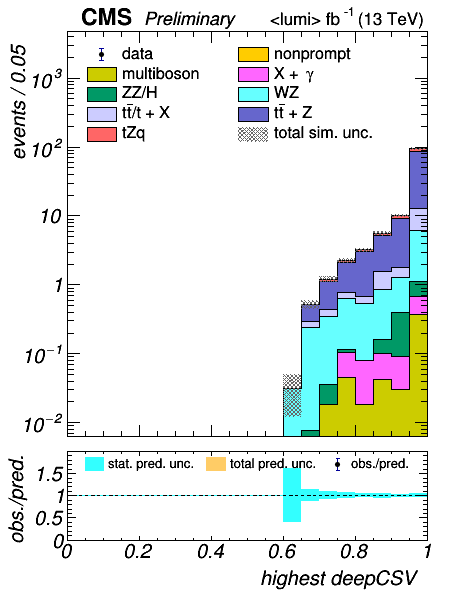 CMS Preliminary <lumi> fb⁻¹ (13 TeV)
events / 0.05
data
nonprompt
multiboson
X + γ
ZZ/H
WZ
tt̄/t + X
tt̄ + Z
tZq
total sim. unc.
10³
10²
10
1
10⁻¹
10⁻²
obs./pred.
stat. pred. unc. total pred. unc. obs./pred.
1.5
1
0.5
0
0 0.2 0.4 0.6 0.8 1
highest deepCSV